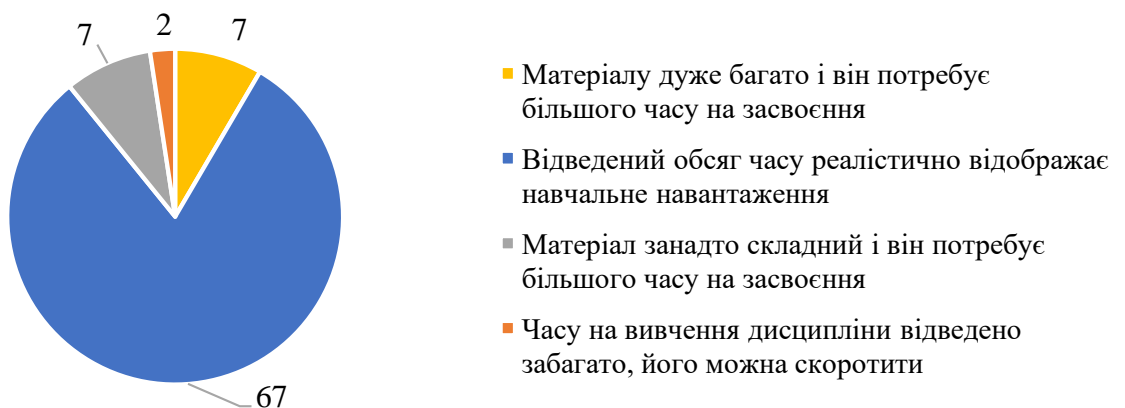 7
2
7
67
Матеріалу дуже багато і він потребує
більшого часу на засвоєння
Відведений обсяг часу реалістично відображає
навчальне навантаження
Матеріал занадто складний і він потребує
більшого часу на засвоєння
Часу на вивчення дисципліни відведено
забагато, його можна скоротити